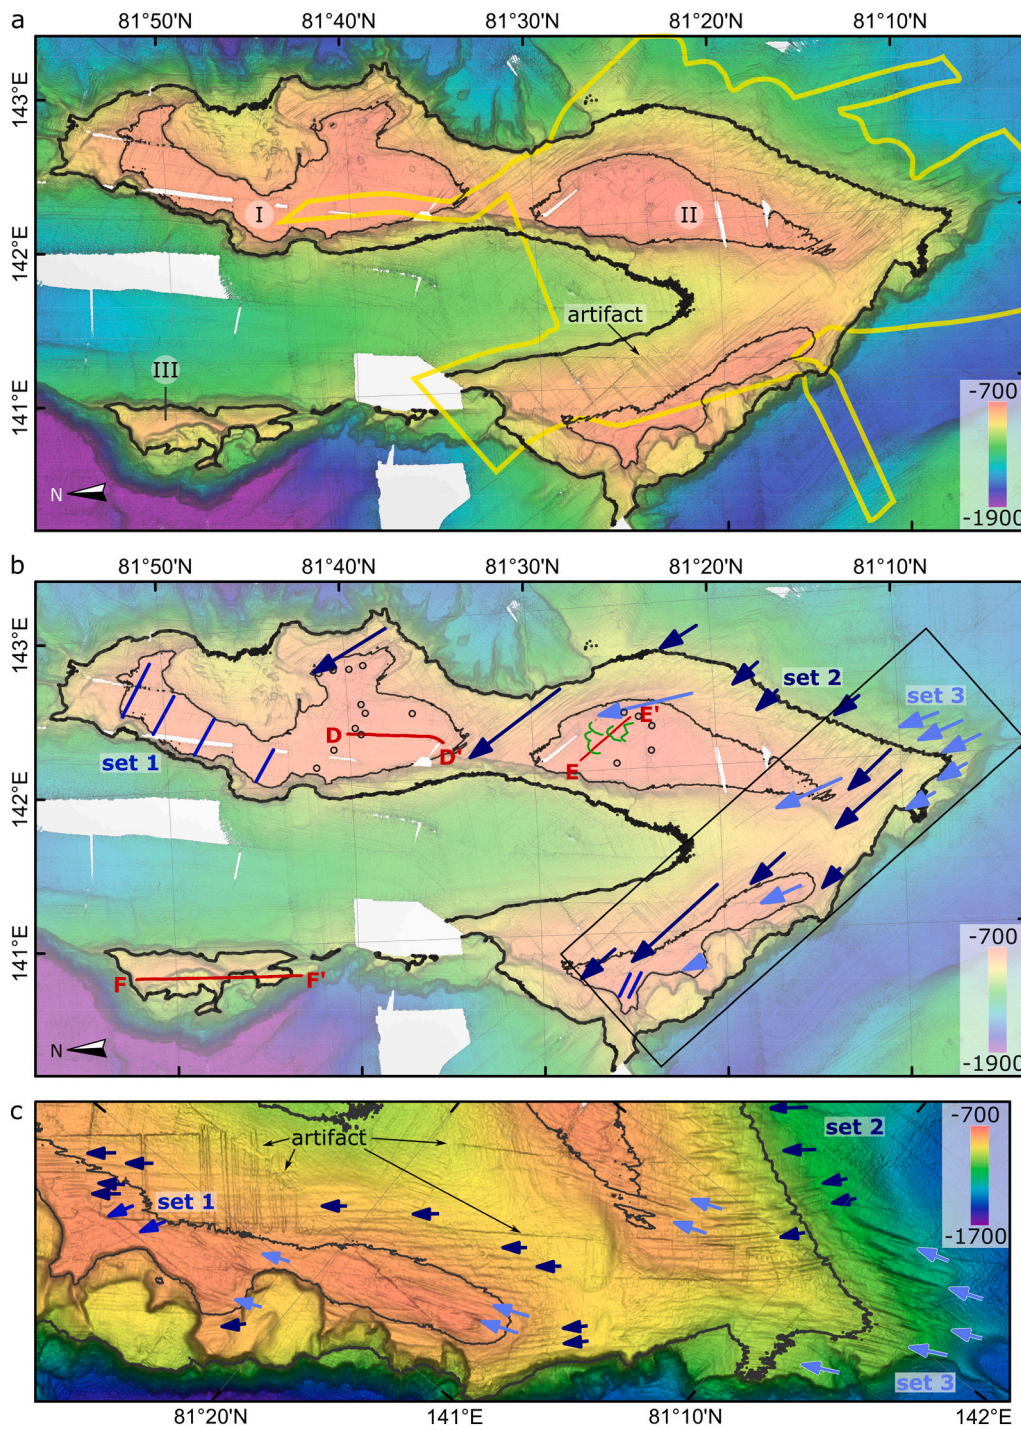 a
81°50'N 81°40'N 81°30'N 81°20'N 81°10'N
143°E
142°E
141°E
I
II
III
artifact
N
-700
-1900
b
81°50'N 81°40'N 81°30'N 81°20'N 81°10'N
143°E
142°E
141°E
set 1
set 2
set 3
D
D'
E
E'
F
F'
N
-700
-1900
c
artifact
set 1
set 2
set 3
-700
-1700
81°20'N 141°E 81°10'N 142°E